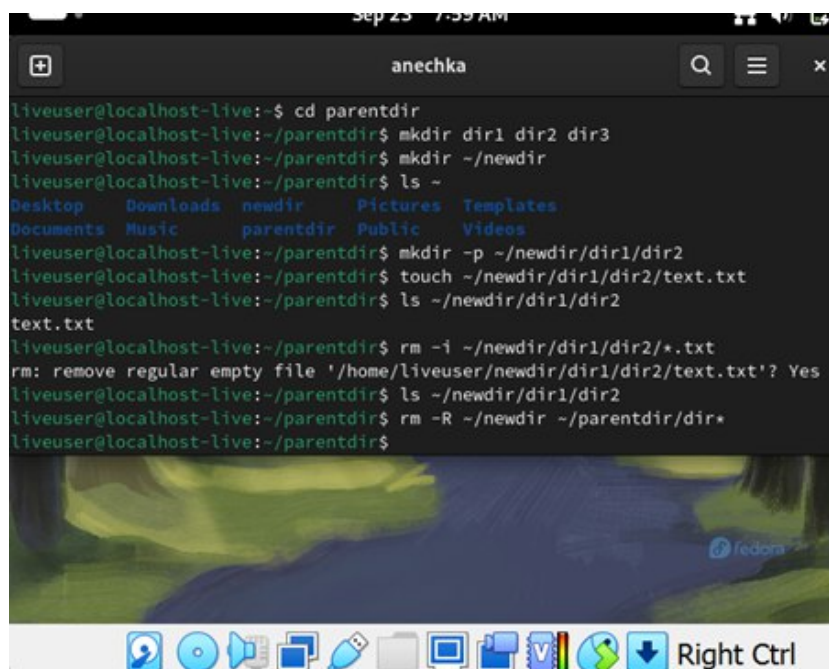 Sep 23 7:59 AM
anechka
liveuser@localhost-live:~$ cd parentdir
liveuser@localhost-live:~/parentdir$ mkdir dir1 dir2 dir3
liveuser@localhost-live:~/parentdir$ mkdir ~/newdir
liveuser@localhost-live:~/parentdir$ ls ~
Desktop Downloads newdir Pictures Templates
Documents Music parentdir Public Videos
liveuser@localhost-live:~/parentdir$ mkdir -p ~/newdir/dir1/dir2
liveuser@localhost-live:~/parentdir$ touch ~/newdir/dir1/dir2/text.txt
liveuser@localhost-live:~/parentdir$ ls ~/newdir/dir1/dir2
text.txt
liveuser@localhost-live:~/parentdir$ rm -i ~/newdir/dir1/dir2/*.txt
rm: remove regular empty file '/home/liveuser/newdir/dir1/dir2/text.txt'? Yes
liveuser@localhost-live:~/parentdir$ ls ~/newdir/dir1/dir2
liveuser@localhost-live:~/parentdir$ rm -R ~/newdir ~/parentdir/dir*
liveuser@localhost-live:~/parentdir$
fedora
Right Ctrl